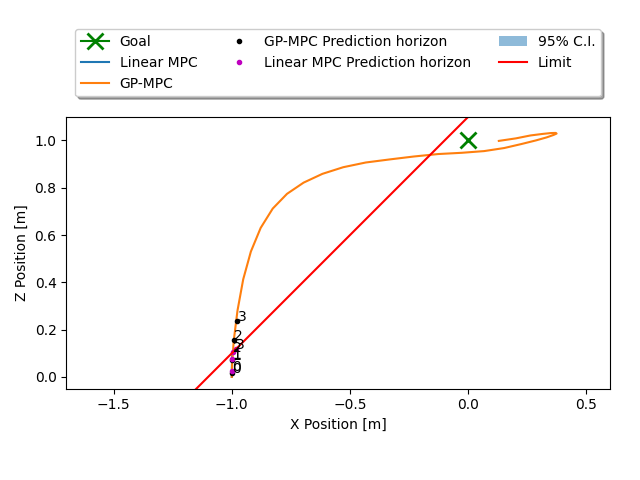 Goal
Linear MPC
GP-MPC
GP-MPC Prediction horizon
Linear MPC Prediction horizon
95% C.I.
Limit
Z Position [m]
1.0
0.8
0.6
0.4
0.2
0.0
3
2
3
1
0
−1.5
−1.0
−0.5
0.0
0.5
X Position [m]